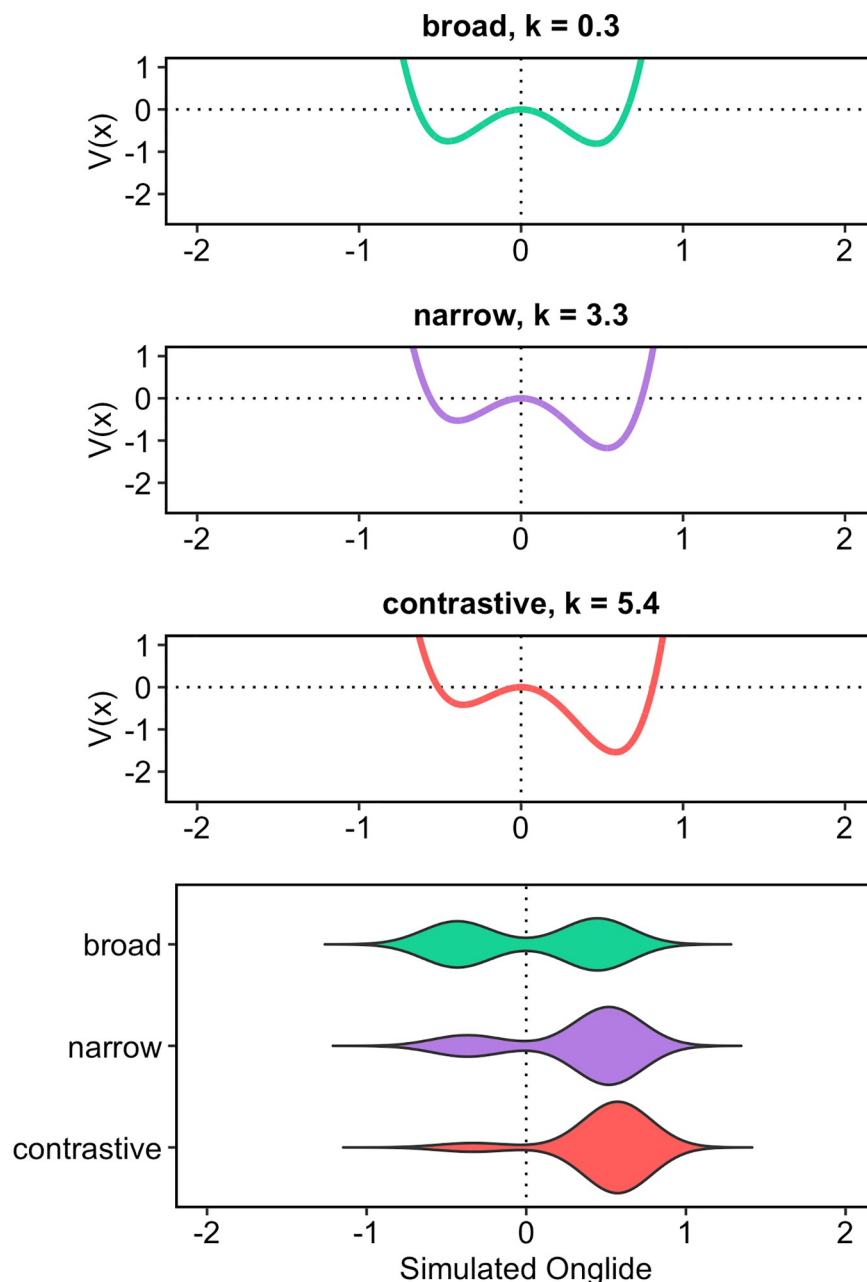 broad, k = 0.3
1
0
-1
-2
V(x)
-2 -1 0 1 2
narrow, k = 3.3
1
0
-1
-2
V(x)
-2 -1 0 1 2
contrastive, k = 5.4
1
0
-1
-2
V(x)
-2 -1 0 1 2
broad
narrow
contrastive
-2 -1 0 1 2
Simulated Onglide